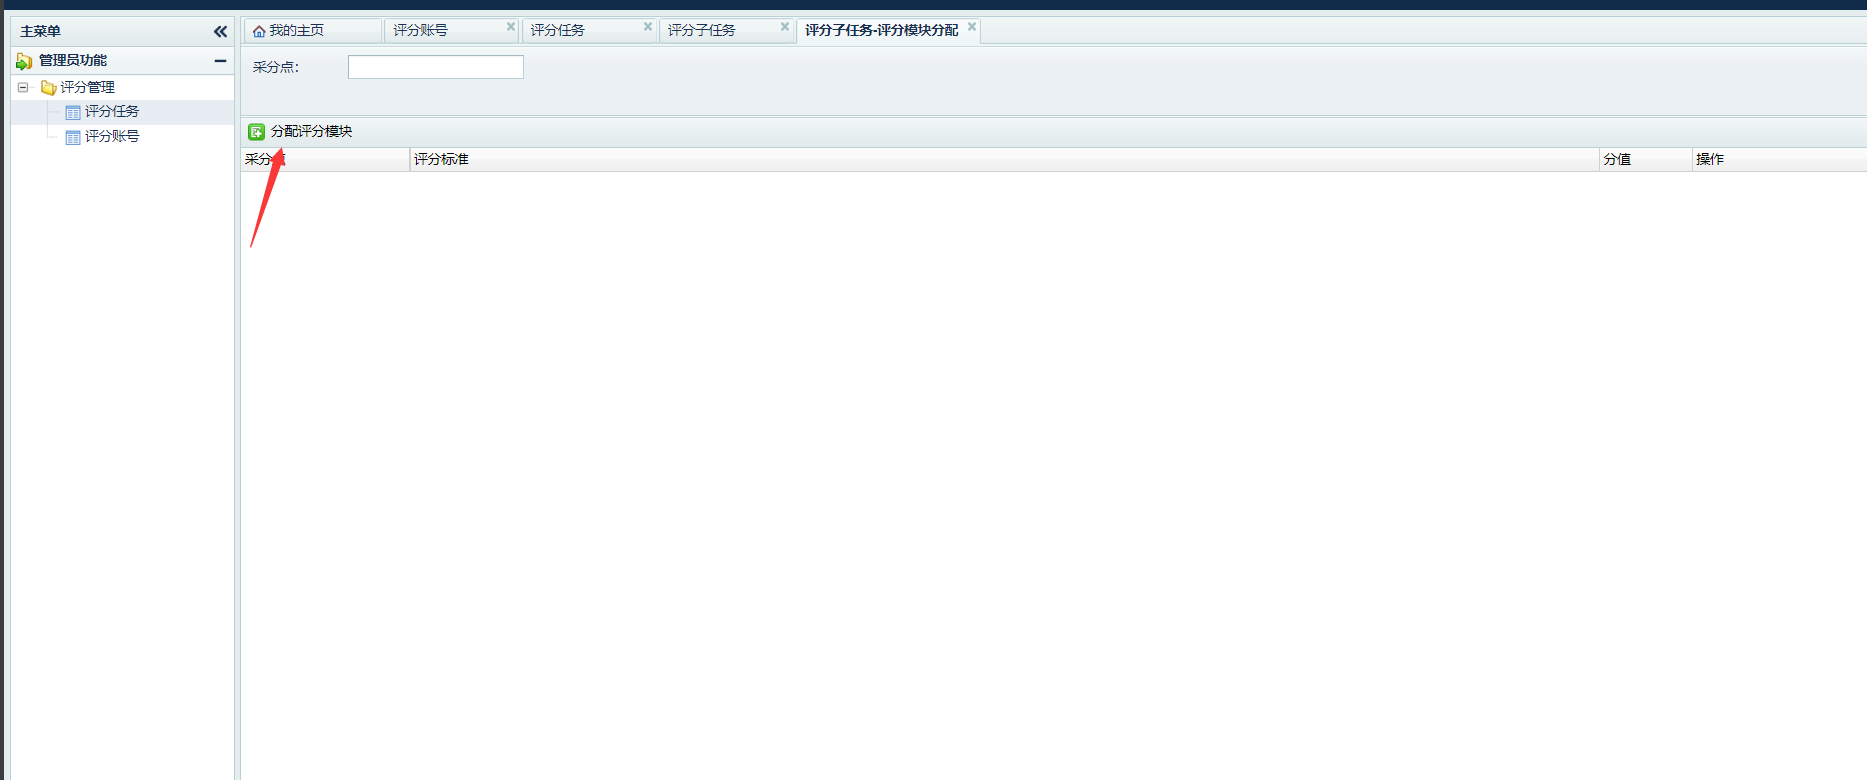 主菜单
管理员功能
评分管理
评分任务
评分账号
我的主页
评分账号
评分任务
评分子任务
评分子任务-评分模块分配
采分点：
分配评分模块
采分
评分标准
分值
操作